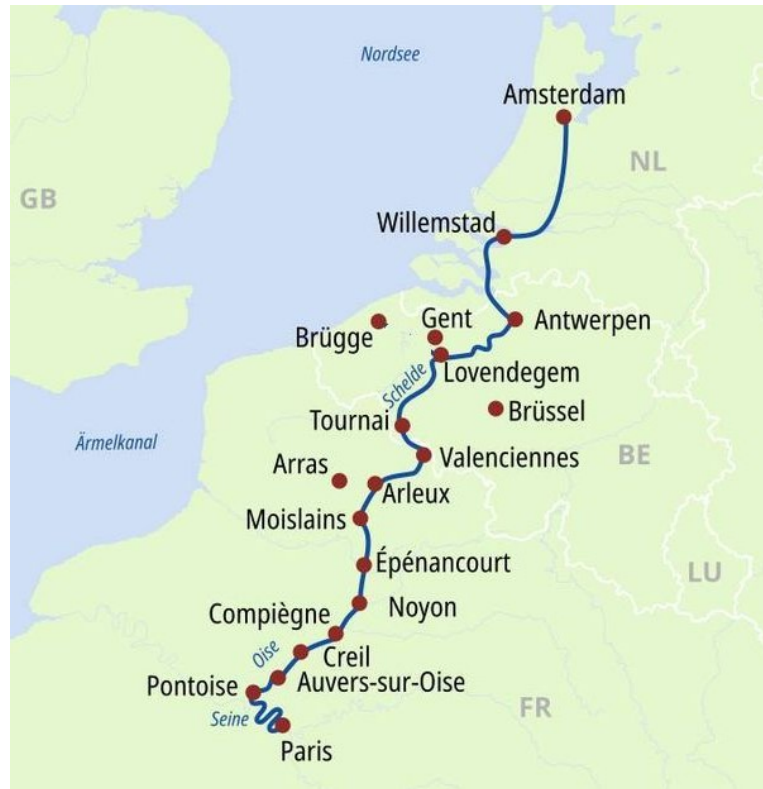 Nordsee
Amsterdam
NL
GB
Willemstad
Gent
Antwerpen
Brügge
Lovendegem
Schelde
Brüssel
Tournai
Ärmelkanal
Valenciennes
BE
Arras
Arleux
Moislains
Épénancourt
LU
Noyon
Compiègne
Oise
Creil
Auvers-sur-Oise
Pontoise
FR
Seine
Paris